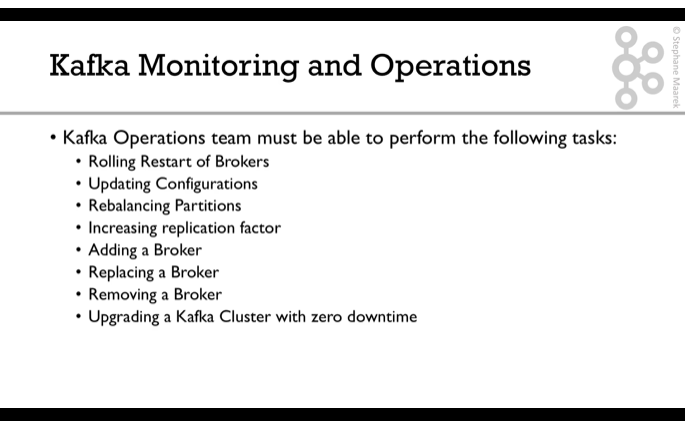 Kafka Monitoring and Operations
© Stephane Maarek
• Kafka Operations team must be able to perform the following tasks:
• Rolling Restart of Brokers
• Updating Configurations
• Rebalancing Partitions
• Increasing replication factor
• Adding a Broker
• Replacing a Broker
• Removing a Broker
• Upgrading a Kafka Cluster with zero downtime